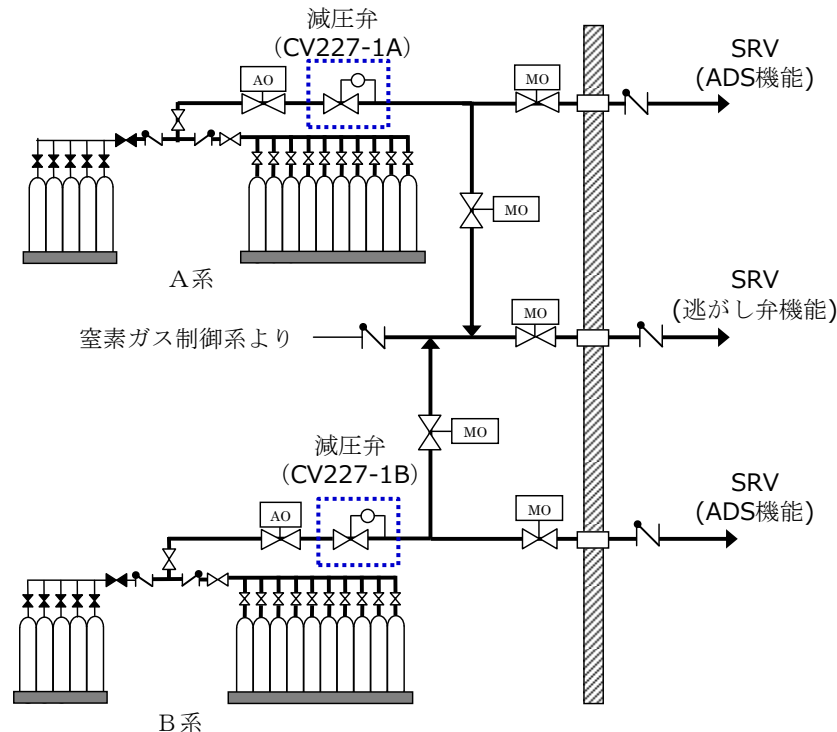 減圧弁
（CV227-1A）
AO
MO
SRV
(ADS機能)
MO
A系
窒素ガス制御系より
MO
SRV
(逃がし弁機能)
MO
減圧弁
（CV227-1B）
AO
MO
SRV
(ADS機能)
B系